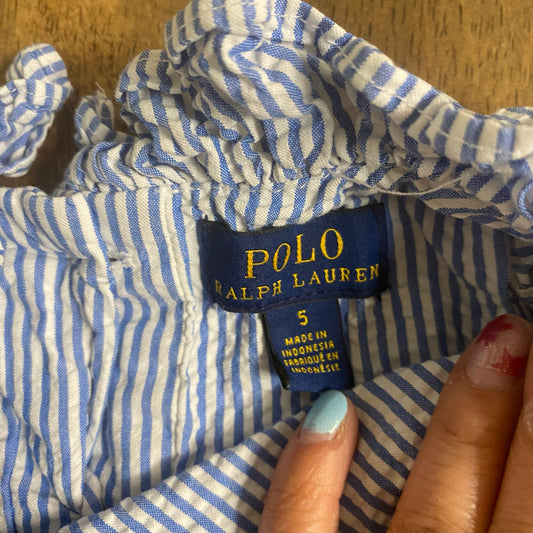 POLO
RALPH LAUREN
5
MADE IN
INDONESIA
FABRIQUÉ EN
INDONÉSIE